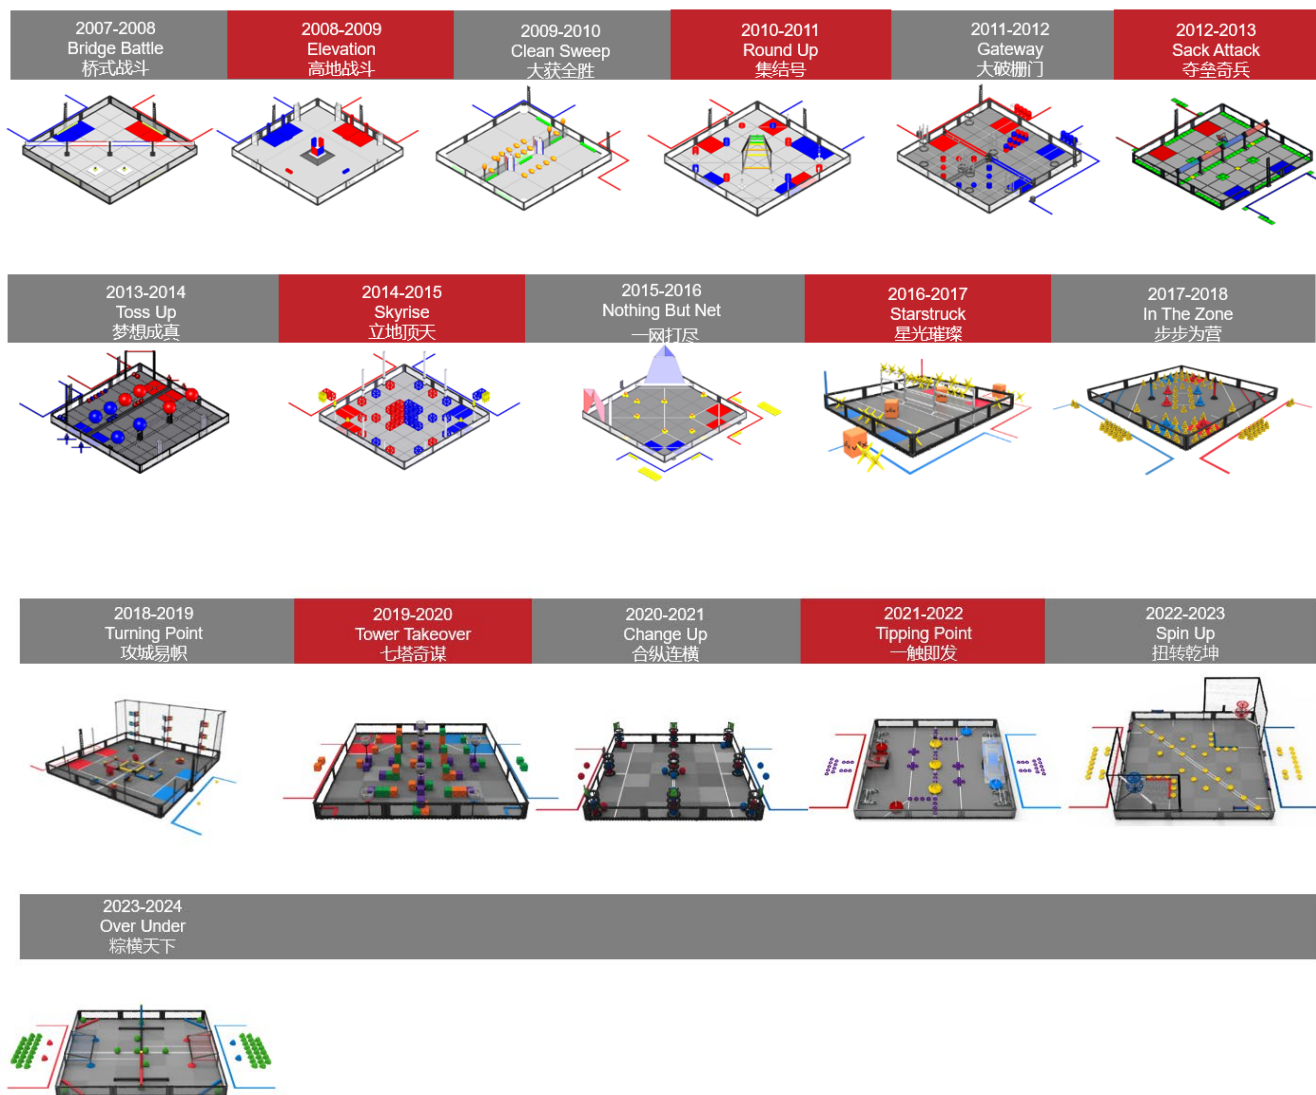 2007-2008
Bridge Battle
桥式战斗
2008-2009
Elevation
高地战斗
2009-2010
Clean Sweep
大获全胜
2010-2011
Round Up
集结号
2011-2012
Gateway
大破栅门
2012-2013
Sack Attack
夺垒奇兵
2013-2014
Toss Up
梦想成真
2014-2015
Skyrise
立地顶天
2015-2016
Nothing But Net
一网打尽
2016-2017
Starstruck
星光璀璨
2017-2018
In The Zone
步步为营
2018-2019
Turning Point
攻城易帜
2019-2020
Tower Takeover
七塔奇谋
2020-2021
Change Up
合纵连横
2021-2022
Tipping Point
一触即发
2022-2023
Spin Up
扭转乾坤
2023-2024
Over Under
粽横天下